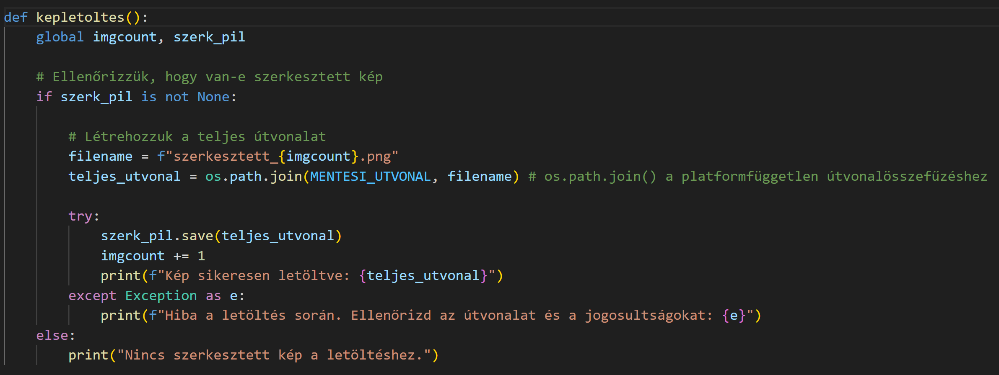 def kepletoltes():
    global imgcount, szerk_pil
    # Ellenőrizzük, hogy van-e szerkesztett kép
    if szerk_pil is not None:
        # Létrehozzuk a teljes útvonalat
        filename = f"szerkesztett_{imgcount}.png"
        teljes_utvonal = os.path.join(MENTESI_UTVONAL, filename) # os.path.join() a platformfüggetlen útvonalösszefűzéshez
        try:
            szerk_pil.save(teljes_utvonal)
            imgcount += 1
            print(f"Kép sikeresen letöltve: {teljes_utvonal}")
        except Exception as e:
            print(f"Hiba a letöltés során. Ellenőrizd az útvonalat és a jogosultságokat: {e}")
    else:
        print("Nincs szerkesztett kép a letöltéshez.")